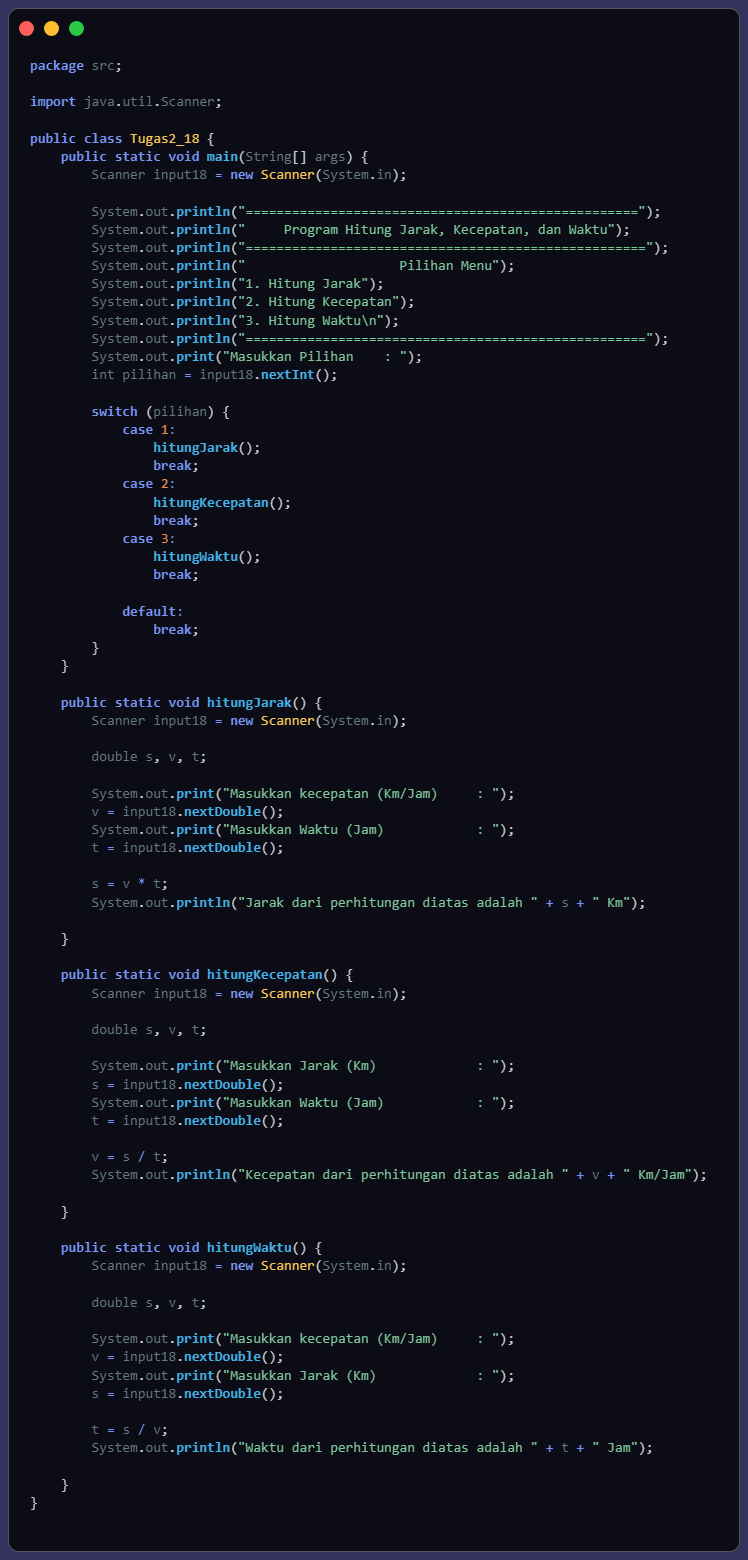 package src;

import java.util.Scanner;

public class Tugas2_18 {
    public static void main(String[] args) {
        Scanner input18 = new Scanner(System.in);

        System.out.println("===================================================");
        System.out.println("     Program Hitung Jarak, Kecepatan, dan Waktu");
        System.out.println("====================================================");
        System.out.println("                    Pilihan Menu");
        System.out.println("1. Hitung Jarak");
        System.out.println("2. Hitung Kecepatan");
        System.out.println("3. Hitung Waktu\n");
        System.out.println("====================================================");
        System.out.print("Masukkan Pilihan    : ");
        int pilihan = input18.nextInt();

        switch (pilihan) {
            case 1:
                hitungJarak();
                break;
            case 2:
                hitungKecepatan();
                break;
            case 3:
                hitungWaktu();
                break;

            default:
                break;
        }
    }

    public static void hitungJarak() {
        Scanner input18 = new Scanner(System.in);

        double s, v, t;

        System.out.print("Masukkan kecepatan (Km/Jam)     : ");
        v = input18.nextDouble();
        System.out.print("Masukkan Waktu (Jam)            : ");
        t = input18.nextDouble();

        s = v * t;
        System.out.println("Jarak dari perhitungan diatas adalah " + s + " Km");

    }

    public static void hitungKecepatan() {
        Scanner input18 = new Scanner(System.in);

        double s, v, t;

        System.out.print("Masukkan Jarak (Km)             : ");
        s = input18.nextDouble();
        System.out.print("Masukkan Waktu (Jam)            : ");
        t = input18.nextDouble();

        v = s / t;
        System.out.println("Kecepatan dari perhitungan diatas adalah " + v + " Km/Jam");

    }

    public static void hitungWaktu() {
        Scanner input18 = new Scanner(System.in);

        double s, v, t;

        System.out.print("Masukkan kecepatan (Km/Jam)     : ");
        v = input18.nextDouble();
        System.out.print("Masukkan Jarak (Km)             : ");
        s = input18.nextDouble();

        t = s / v;
        System.out.println("Waktu dari perhitungan diatas adalah " + t + " Jam");

    }
}